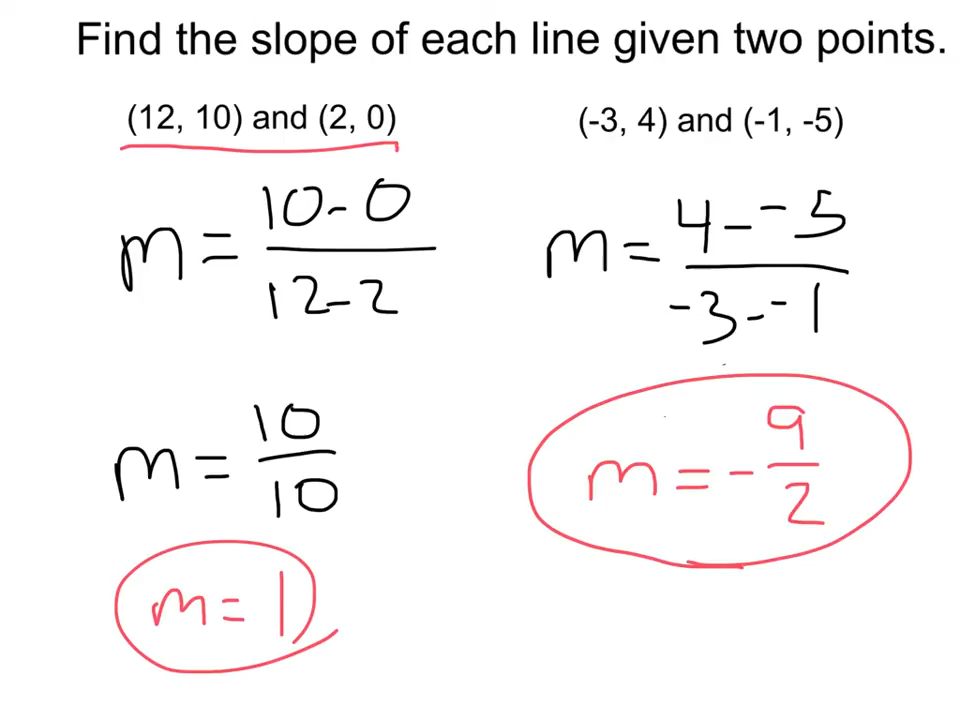 Find the slope of each line given two points.
(12, 10) and (2, 0)
m = 10 - 0
12 - 2
m = 10
10
m = 1
(-3, 4) and (-1, -5)
m = 4 - - 5
-3 - - 1
m = - 9
2